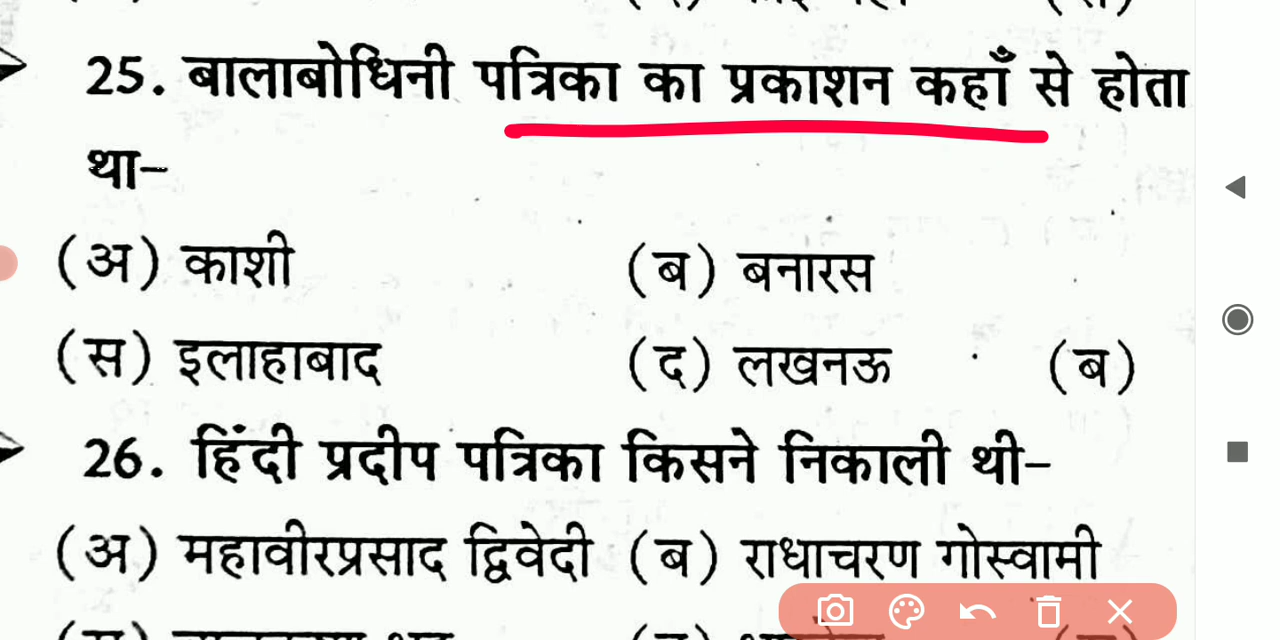 25. बालाबोधिनी पत्रिका का प्रकाशन कहाँ से होता
था–
(अ) काशी (ब) बनारस
(स) इलाहाबाद (द) लखनऊ (ब)
26. हिंदी प्रदीप पत्रिका किसने निकाली थी–
(अ) महावीरप्रसाद द्विवेदी (ब) राधाचरण गोस्वामी